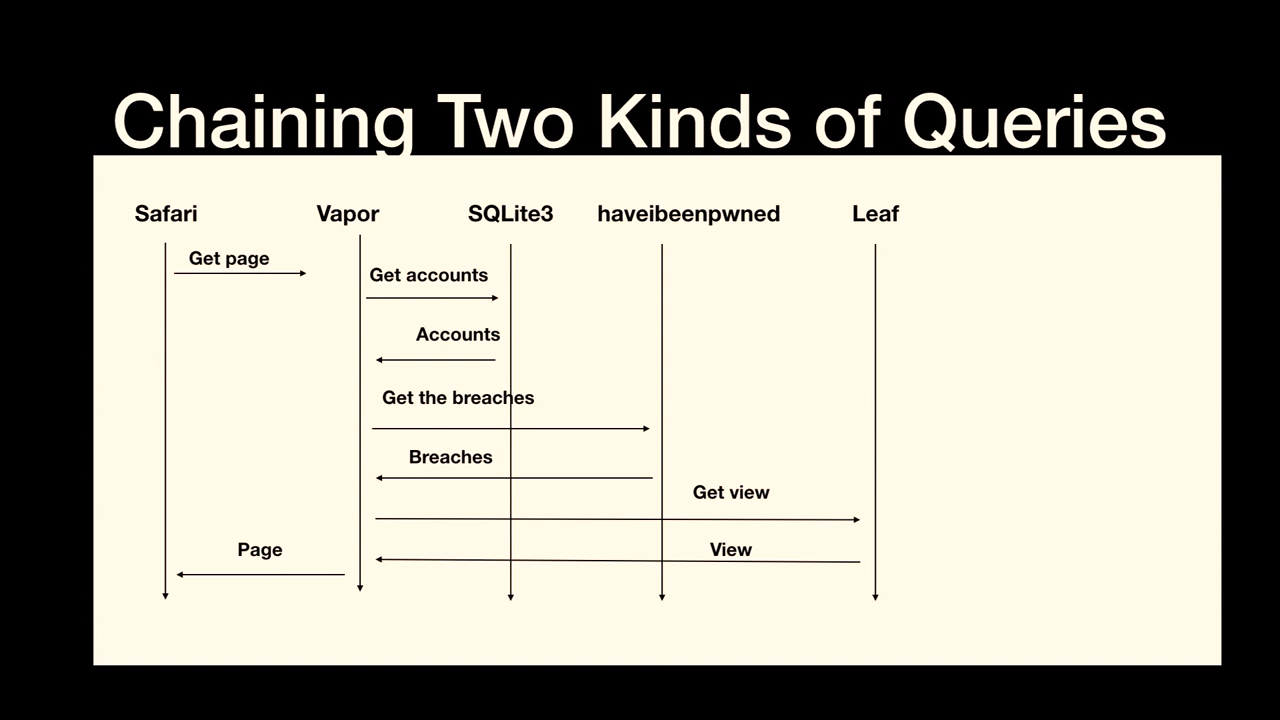 Chaining Two Kinds of Queries
Safari
Vapor
SQLite3
haveibeenpwned
Leaf
Get page
Get accounts
Accounts
Get the breaches
Breaches
Get view
View
Page